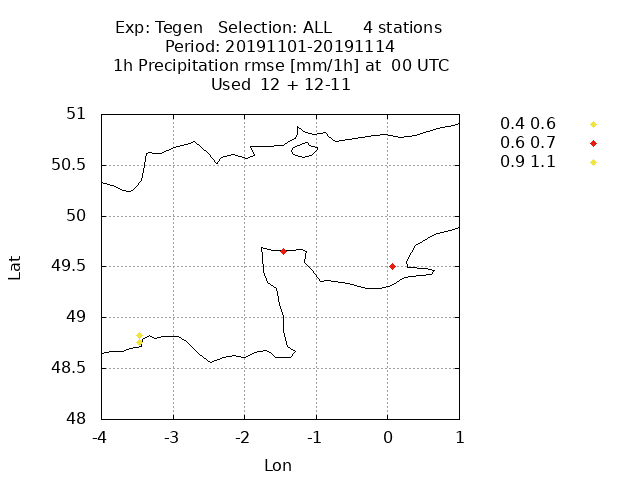 Exp: Tegen   Selection: ALL      4 stations
Period: 20191101-20191114
1h Precipitation rmse [mm/1h] at  00 UTC
Used  12 + 12-11
0.4 0.6
0.6 0.7
0.9 1.1
51
50.5
50
49.5
49
48.5
48
Lat
-4 -3 -2 -1 0 1
Lon